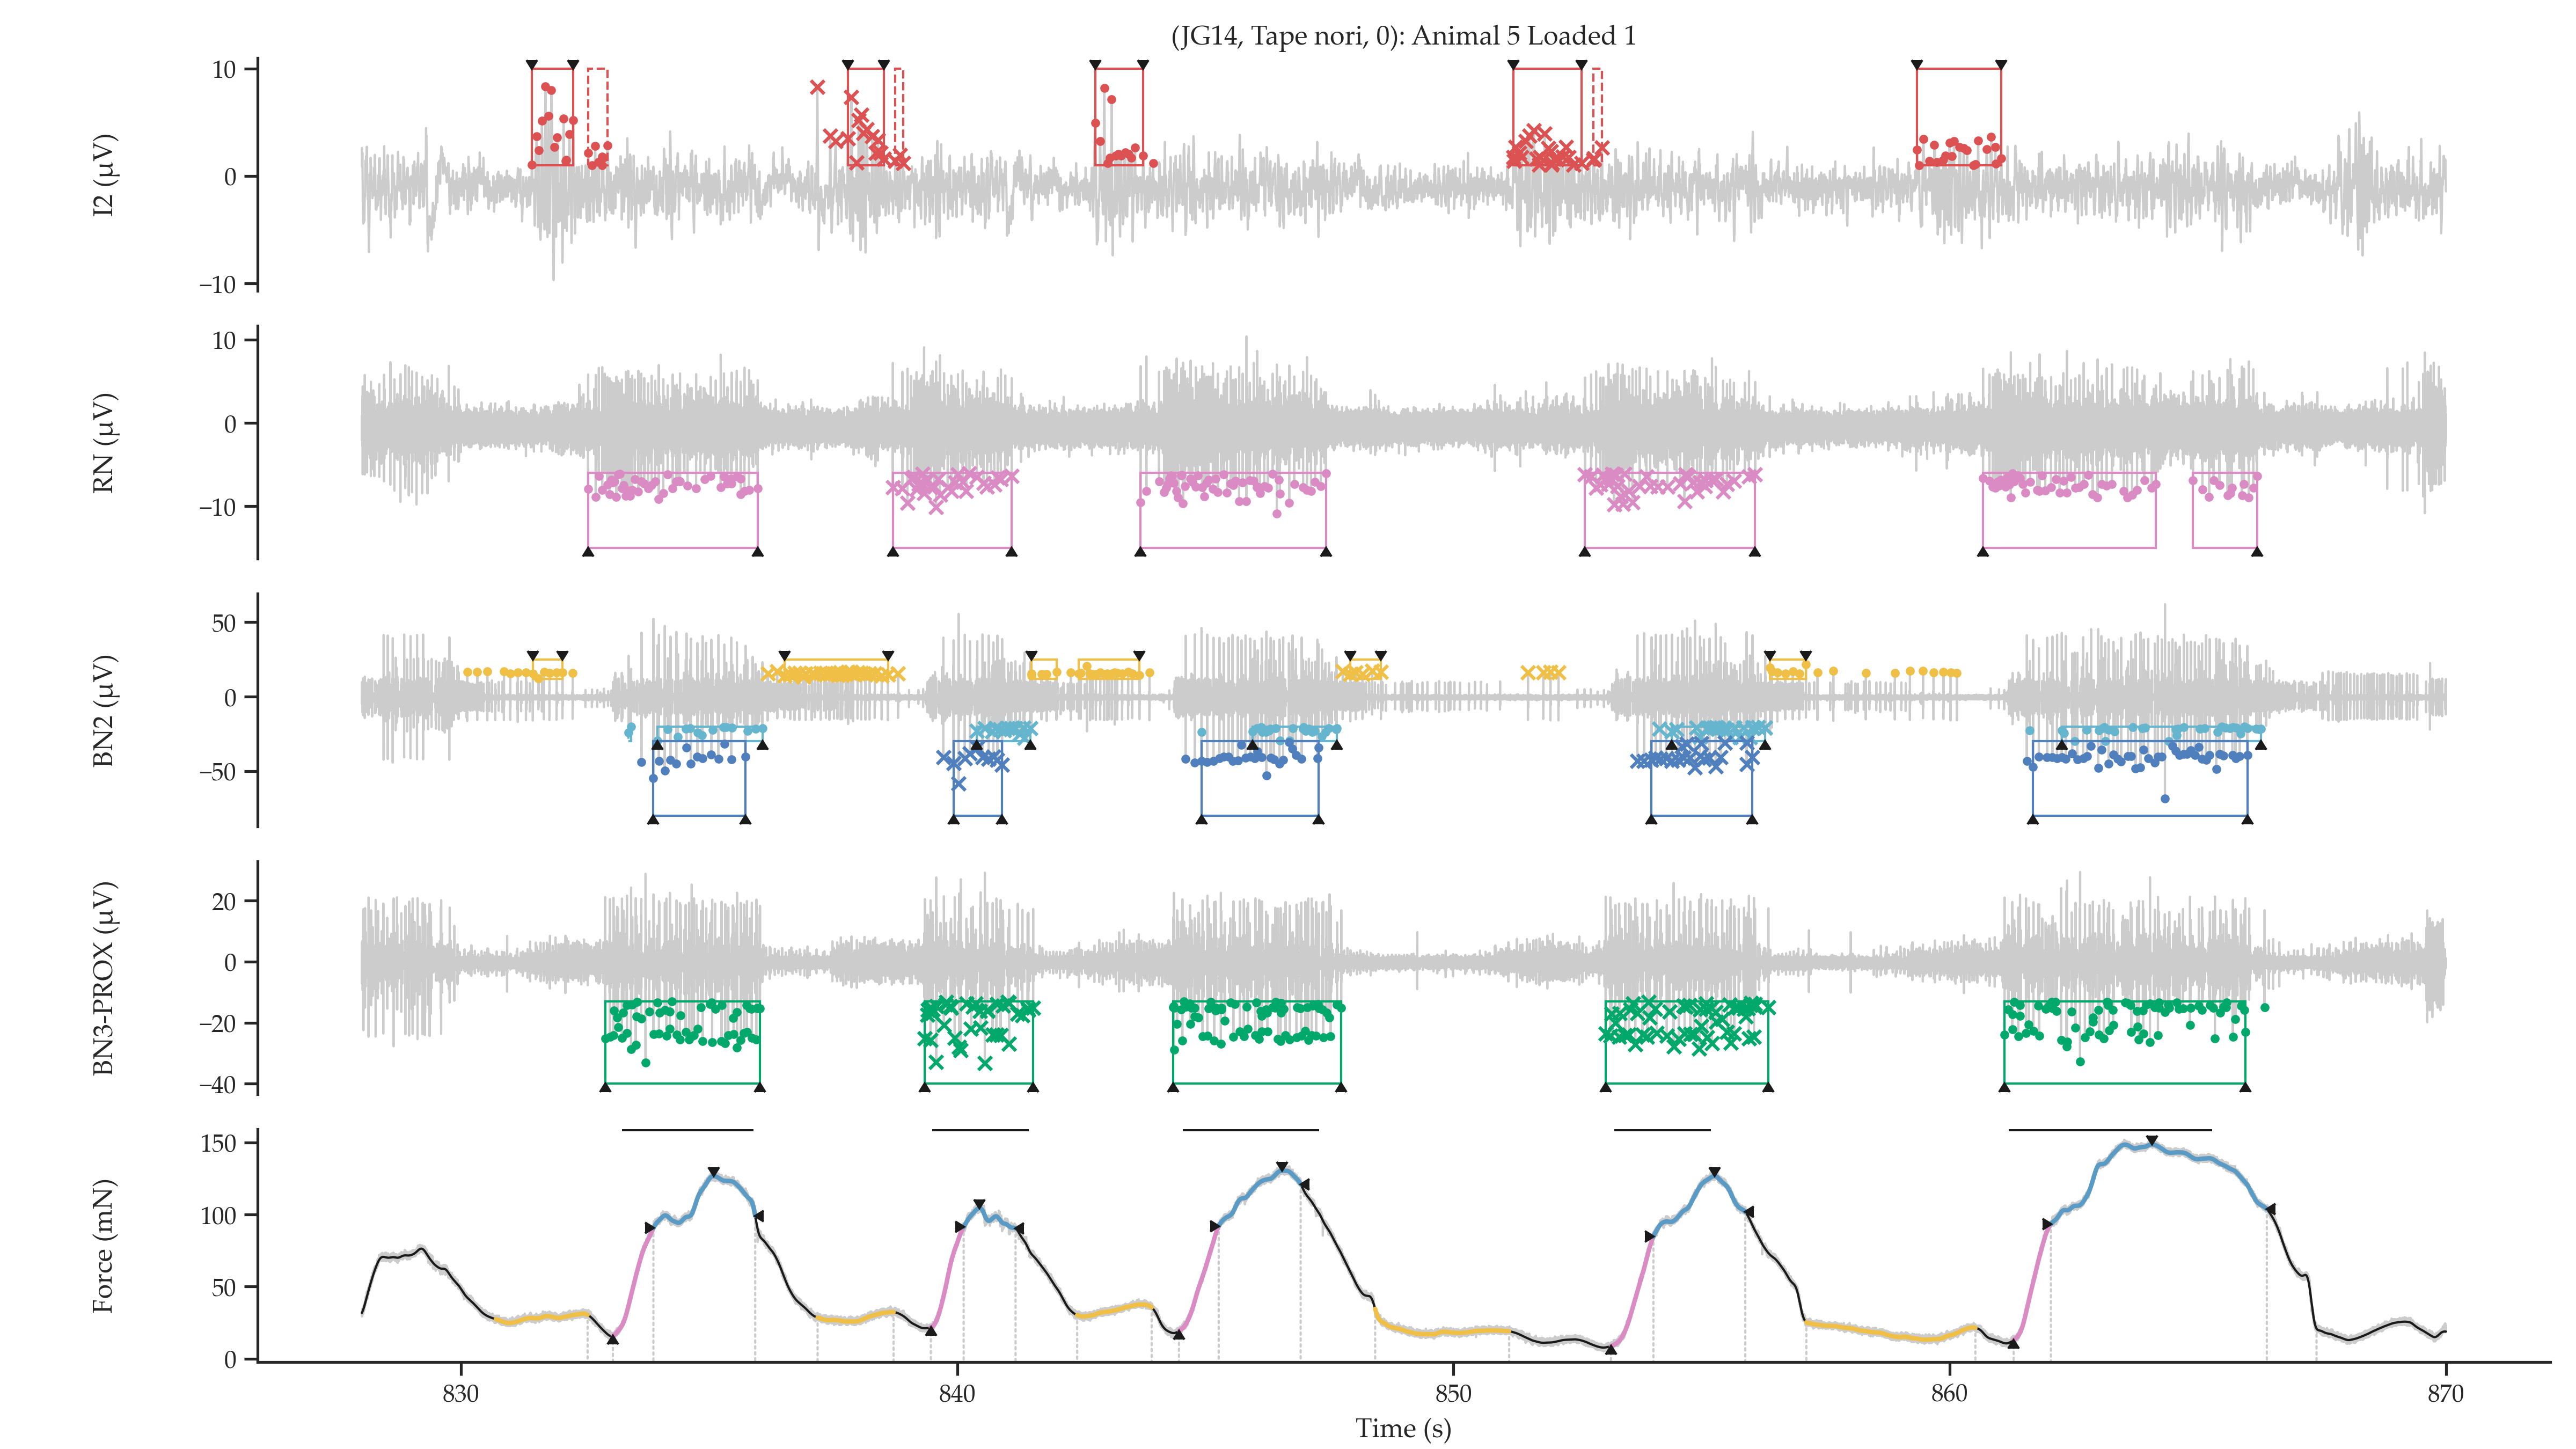 (JG14, Tape nori, 0): Animal 5 Loaded 1
10
0
–10
I2 (μV)
10
0
–10
RN (μV)
50
0
–50
BN2 (μV)
20
0
–20
–40
BN3-PROX (μV)
150
100
50
0
Force (mN)
830 840 850 860 870
Time (s)